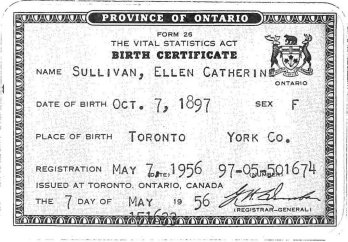 PROVINCE OF ONTARIO
FORM 26
THE VITAL STATISTICS ACT
BIRTH CERTIFICATE
ONTARIO
NAME SULLIVAN, ELLEN CATHERIN
DATE OF BIRTH OCT. 7, 1897 SEX F
PLACE OF BIRTH TORONTO YORK CO.
REGISTRATION MAY 7, 1956 97-05-501674
(DATE) (NUMBER)
ISSUED AT TORONTO, ONTARIO, CANADA
THE 7 DAY OF MAY 19 56
(REGISTRAR-GENERAL)